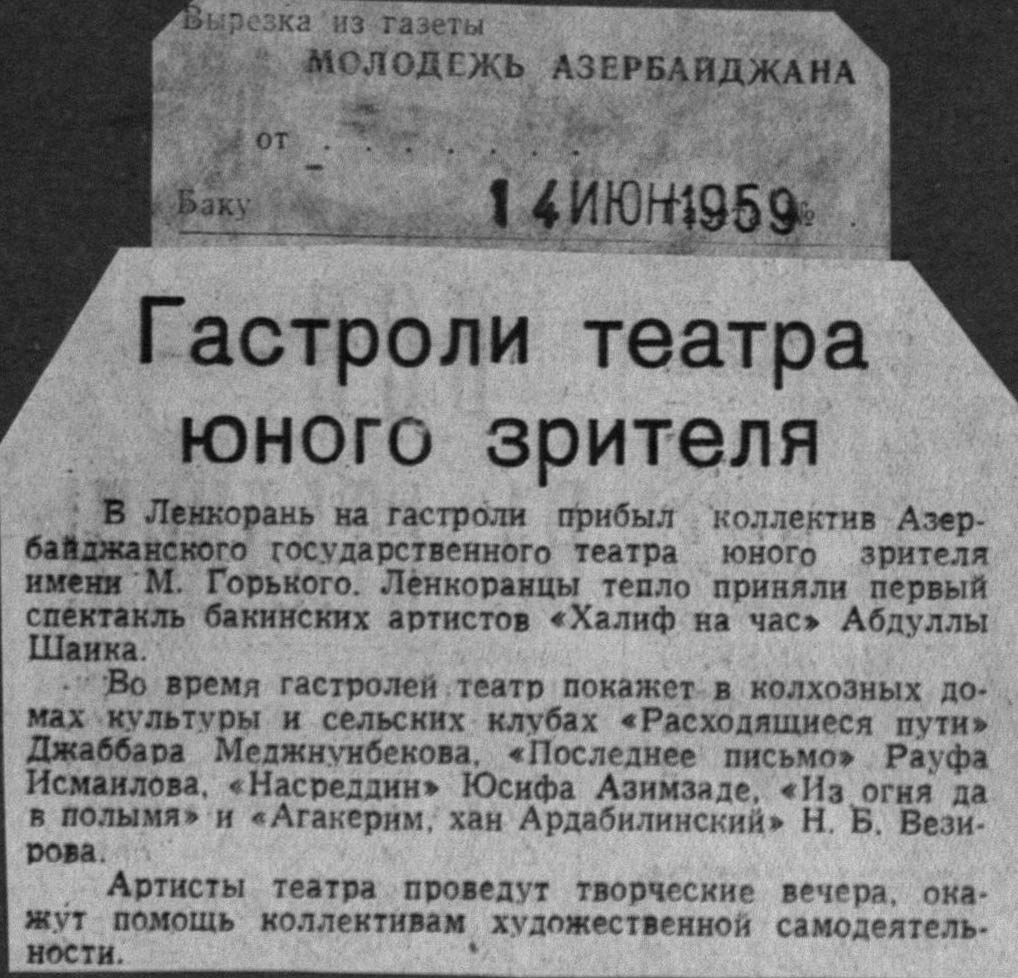 Вырезка из газеты
МОЛОДЕЖЬ АЗЕРБАЙДЖАНА
от . . . . . . .
Баку
14 ИЮН 1959 №
Гастроли театра
юного зрителя
В Ленкорань на гастроли прибыл коллектив Азер-
байджанского государственного театра юного зрителя
имени М. Горького. Ленкоранцы тепло приняли первый
спектакль бакинских артистов «Халиф на час» Абдуллы
Шаика.
Во время гастролей театр покажет в колхозных до-
мах культуры и сельских клубах «Расходящиеся пути»
Джаббара Меджнунбекова, «Последнее письмо» Рауфа
Исмаилова, «Насреддин» Юсифа Азимзаде, «Из огня да
в полымя» и «Агакерим, хан Ардабилинский» Н. Б. Вези-
рова.
Артисты театра проведут творческие вечера, ока-
жут помощь коллективам художественной самодеятель-
ности.